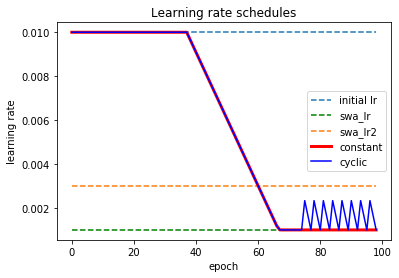 Learning rate schedules
0.010
0.008
0.006
0.004
0.002
learning rate
initial lr
swa_lr
swa_lr2
constant
cyclic
0
20
40
60
80
100
epoch